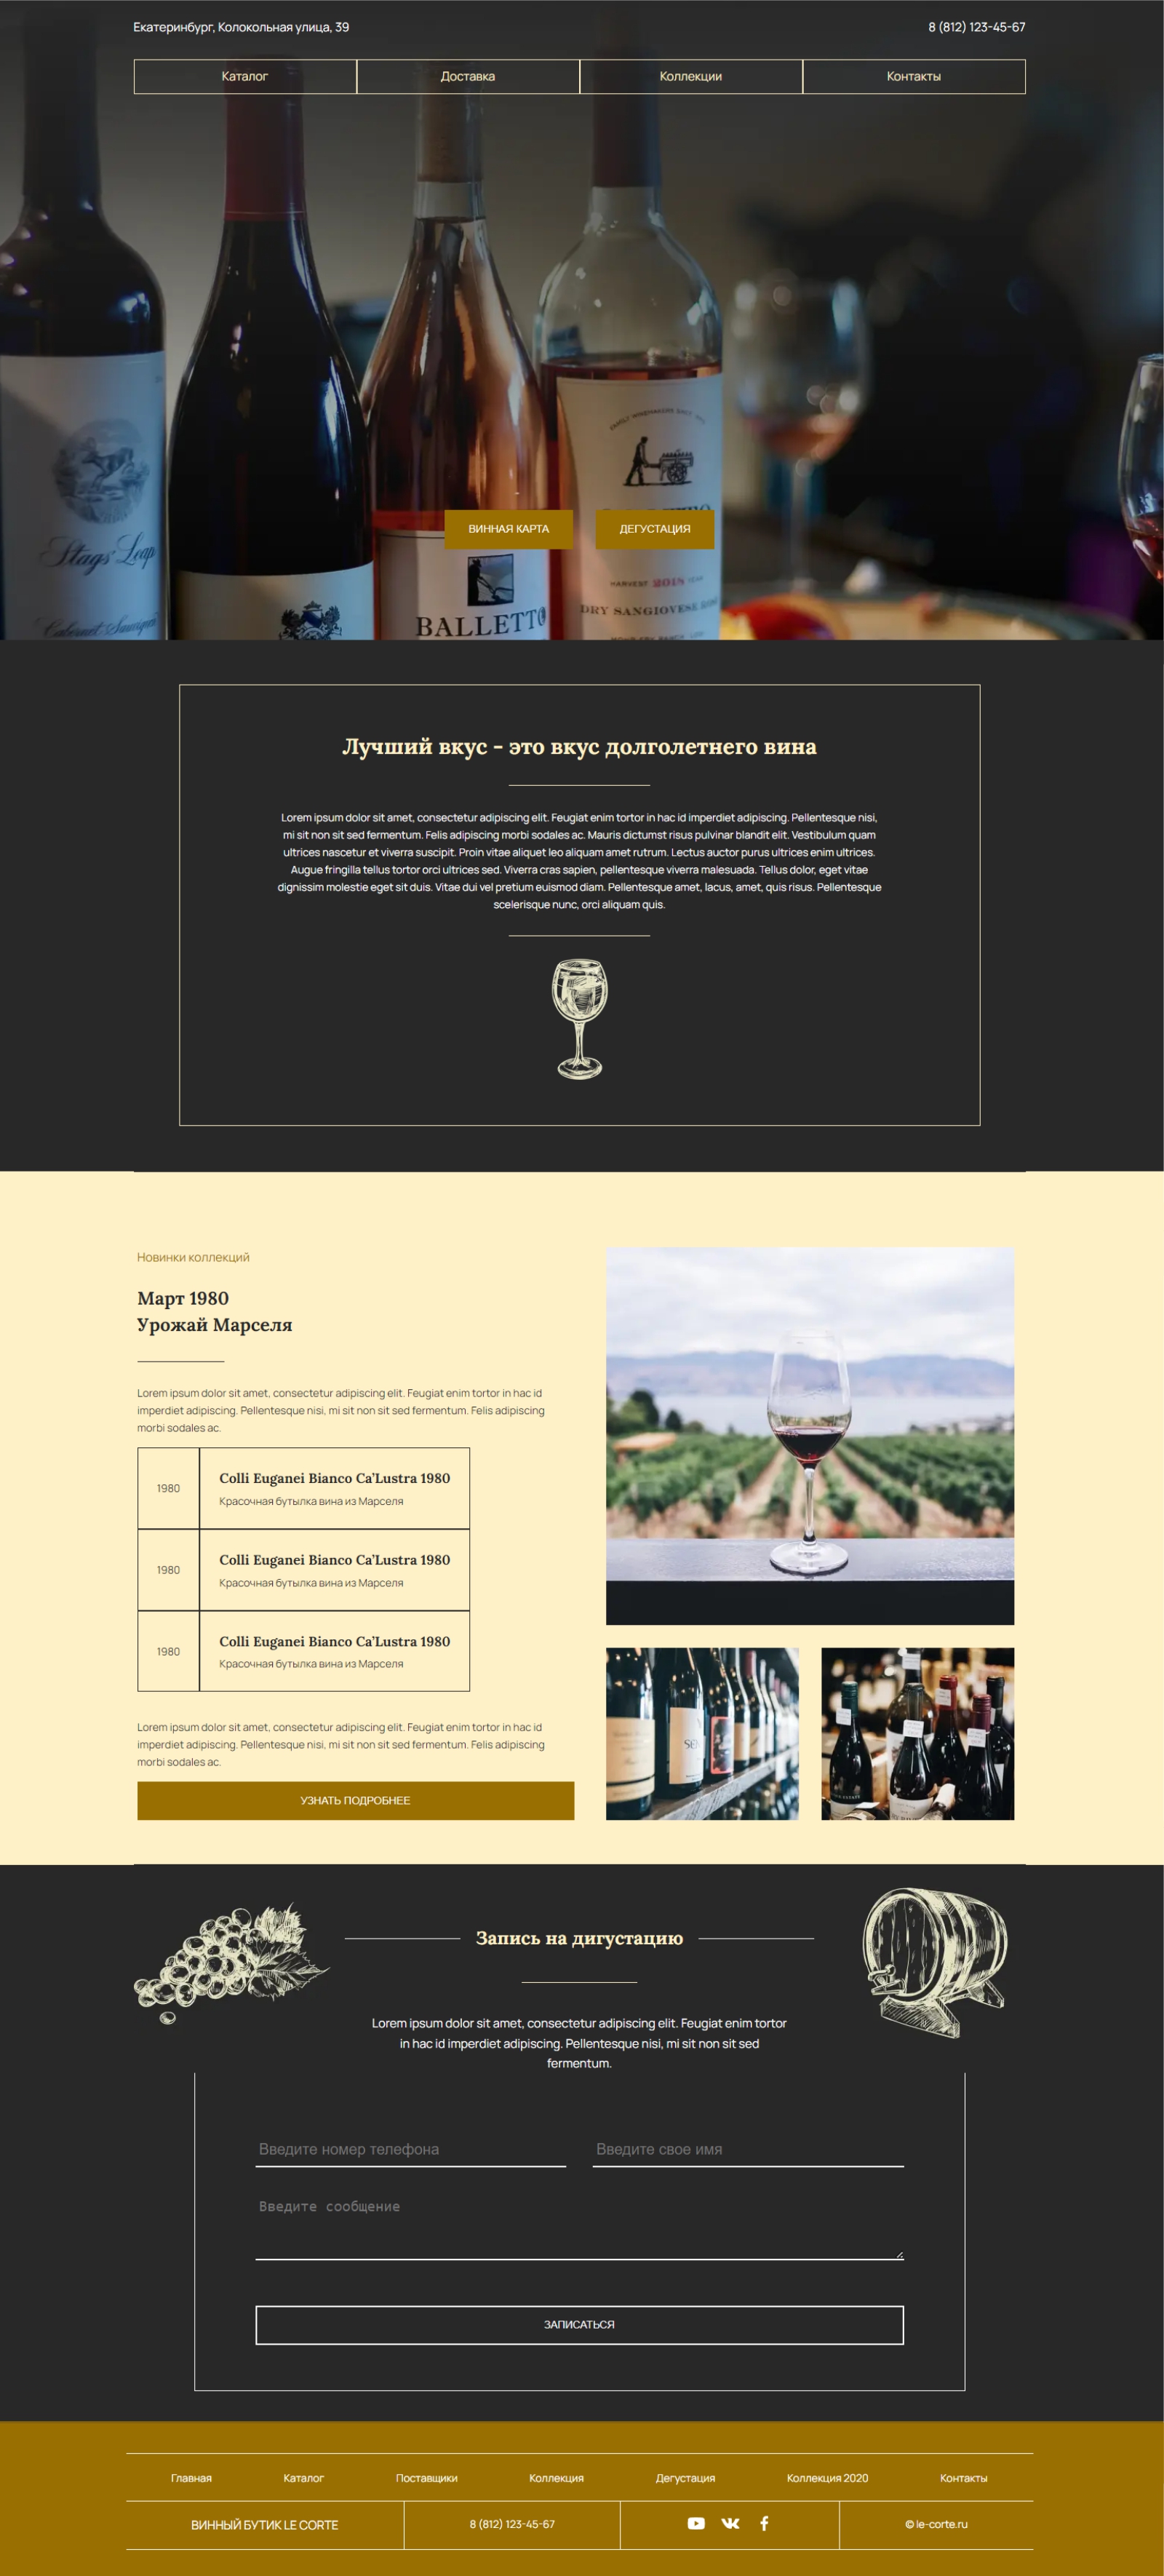 Екатеринбург, Колокольная улица, 39
8 (812) 123-45-67
Каталог
Доставка
Коллекции
Контакты
FAMILY WINEMAKERS SINCE
ВИННАЯ КАРТА
ДЕГУСТАЦИЯ
Stags' Leap
Cabernet Sauvignon
BALLETTO
HARVEST 2018 YEAR
DRY SANGIOVESE ROSÉ
Лучший вкус - это вкус долголетнего вина
Lorem ipsum dolor sit amet, consectetur adipiscing elit. Feugiat enim tortor in hac id imperdiet adipiscing. Pellentesque nisi,
mi sit non sit sed fermentum. Felis adipiscing morbi sodales ac. Mauris dictumst risus pulvinar blandit elit. Vestibulum quam
ultrices nascetur et viverra suscipit. Proin vitae aliquet leo aliquam amet rutrum. Lectus auctor purus ultrices enim ultrices.
Augue fringilla tellus tortor orci ultrices sed. Viverra cras sapien, pellentesque viverra malesuada. Tellus dolor, eget vitae
dignissim molestie eget sit duis. Vitae dui vel pretium euismod diam. Pellentesque amet, lacus, amet, quis risus. Pellentesque
scelerisque nunc, orci aliquam quis.
Новинки коллекций
Март 1980
Урожай Марселя
Lorem ipsum dolor sit amet, consectetur adipiscing elit. Feugiat enim tortor in hac id
imperdiet adipiscing. Pellentesque nisi, mi sit non sit sed fermentum. Felis adipiscing
morbi sodales ac.
1980
Colli Euganei Bianco Ca’Lustra 1980
Красочная бутылка вина из Марселя
1980
Colli Euganei Bianco Ca’Lustra 1980
Красочная бутылка вина из Марселя
1980
Colli Euganei Bianco Ca’Lustra 1980
Красочная бутылка вина из Марселя
Lorem ipsum dolor sit amet, consectetur adipiscing elit. Feugiat enim tortor in hac id
imperdiet adipiscing. Pellentesque nisi, mi sit non sit sed fermentum. Felis adipiscing
morbi sodales ac.
УЗНАТЬ ПОДРОБНЕЕ
Запись на дигустацию
Lorem ipsum dolor sit amet, consectetur adipiscing elit. Feugiat enim tortor
in hac id imperdiet adipiscing. Pellentesque nisi, mi sit non sit sed
fermentum.
Введите номер телефона
Введите свое имя
Введите сообщение
ЗАПИСАТЬСЯ
Главная
Каталог
Поставщики
Коллекция
Дегустация
Коллекция 2020
Контакты
ВИННЫЙ БУТИК LE CORTE
8 (812) 123-45-67
© le-corte.ru